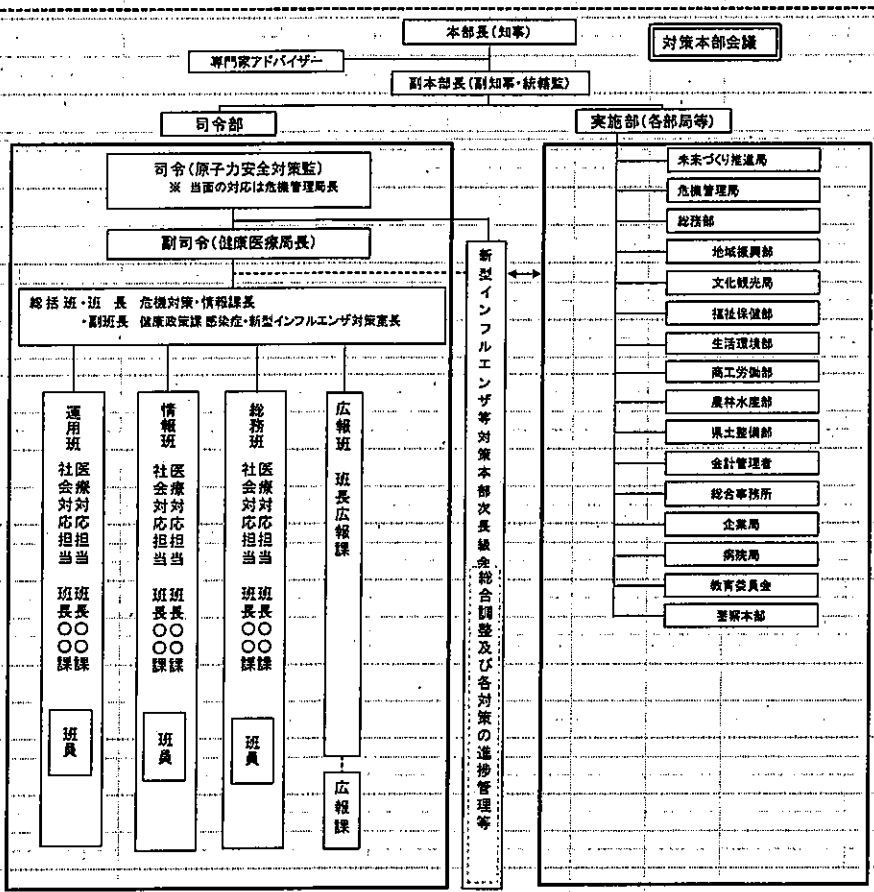 本部長(知事)
対策本部会議
専門家アドバイザー
副本部長(副知事・統轄監)
司令部
実施部(各部局等)
司令(原子力安全対策監)
※ 当面の対応は危機管理局長
副司令(健康医療局長)
総括班・班 長 危機対策・情報課長
・副班長 健康政策課 感染症・新型インフルエンザ対策室長
運用班
医療対応担当 班長〇〇課
社会対応担当 班長〇〇課
班員
情報班
医療対応担当 班長〇〇課
社会対応担当 班長〇〇課
班員
総務班
医療対応担当 班長〇〇課
社会対応担当 班長〇〇課
班員
広報班 班長広報課
広報課
新型インフルエンザ等対策本部次長級会
総合調整及び各対策の進捗管理等
未来づくり推進局
危機管理局
総務部
地域振興部
文化観光局
福祉保健部
生活環境部
商工労働部
農林水産部
県土整備部
会計管理者
総合事務所
企業局
病院局
教育委員会
警察本部